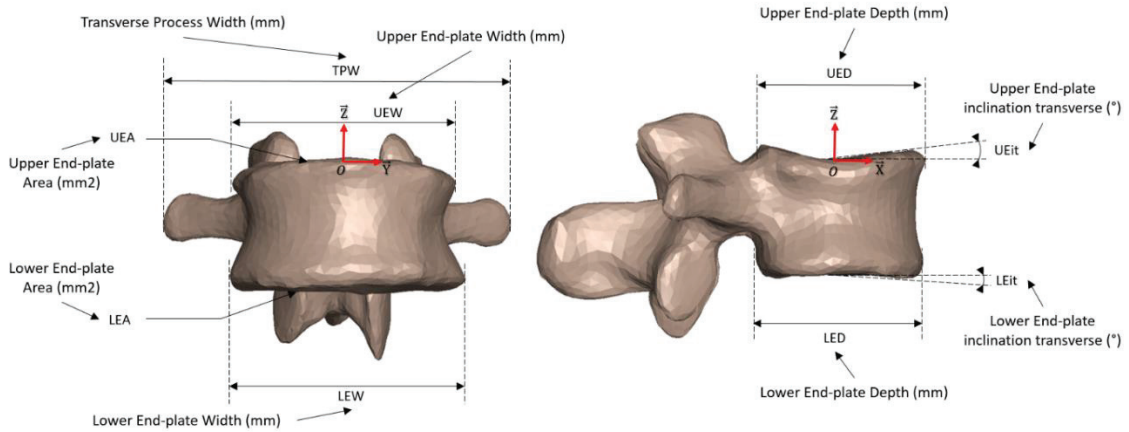 Transverse Process Width (mm)
Upper End-plate Width (mm)
TPW
UEW
Z
UEA
O
Y
Upper End-plate
Area (mm2)
Lower End-plate
Area (mm2)
LEA
LEW
Lower End-plate Width (mm)
Upper End-plate Depth (mm)
UED
Upper End-plate
inclination transverse (°)
Z
UEit
O
X
LEit
LED
Lower End-plate
inclination transverse (°)
Lower End-plate Depth (mm)